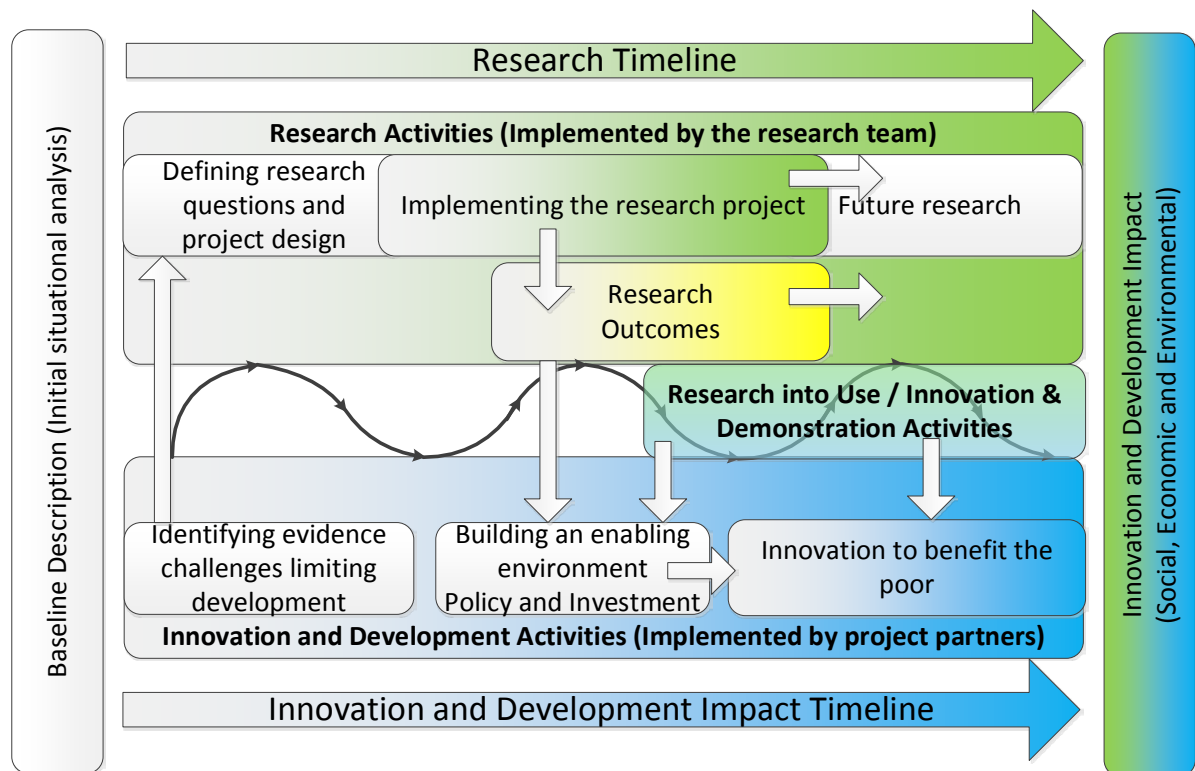 Baseline Description (Initial situational analysis)
Research Timeline
Research Activities (Implemented by the research team)
Defining research
questions and
project design
Implementing the research project
Future research
Research
Outcomes
Research into Use / Innovation &
Demonstration Activities
Identifying evidence
challenges limiting
development
Building an enabling
environment
Policy and Investment
Innovation to benefit the
poor
Innovation and Development Activities (Implemented by project partners)
Innovation and Development Impact Timeline
Innovation and Development Impact
(Social, Economic and Environmental)